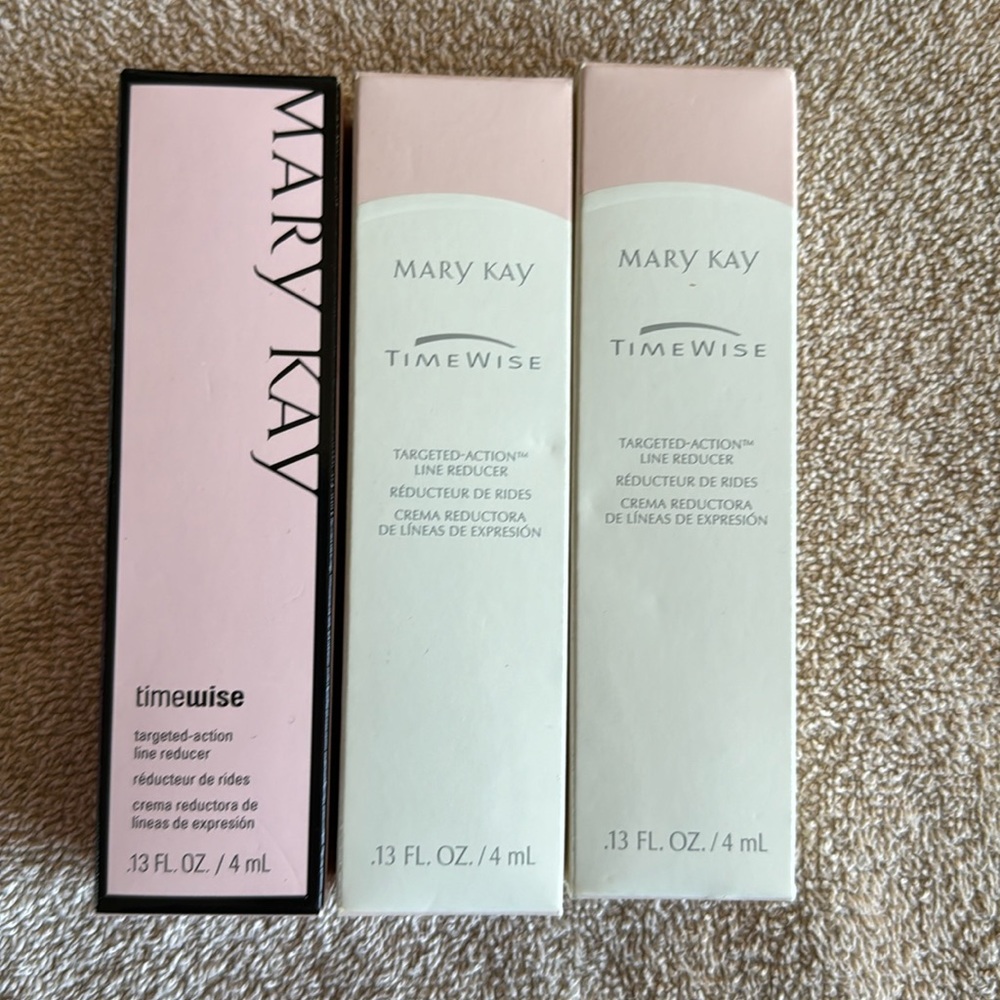 MARY KAY
timewise
targeted-action
line reducer
réducteur de rides
crema reductora de
líneas de expresión
.13 FL. OZ. / 4 mL
MARY KAY
TIMEWISE
TARGETED-ACTION™
LINE REDUCER
RÉDUCTEUR DE RIDES
CREMA REDUCTORA
DE LÍNEAS DE EXPRESIÓN
.13 FL. OZ. / 4 mL
MARY KAY
TIMEWISE
TARGETED-ACTION™
LINE REDUCER
RÉDUCTEUR DE RIDES
CREMA REDUCTORA
DE LÍNEAS DE EXPRESIÓN
.13 FL. OZ. / 4 mL